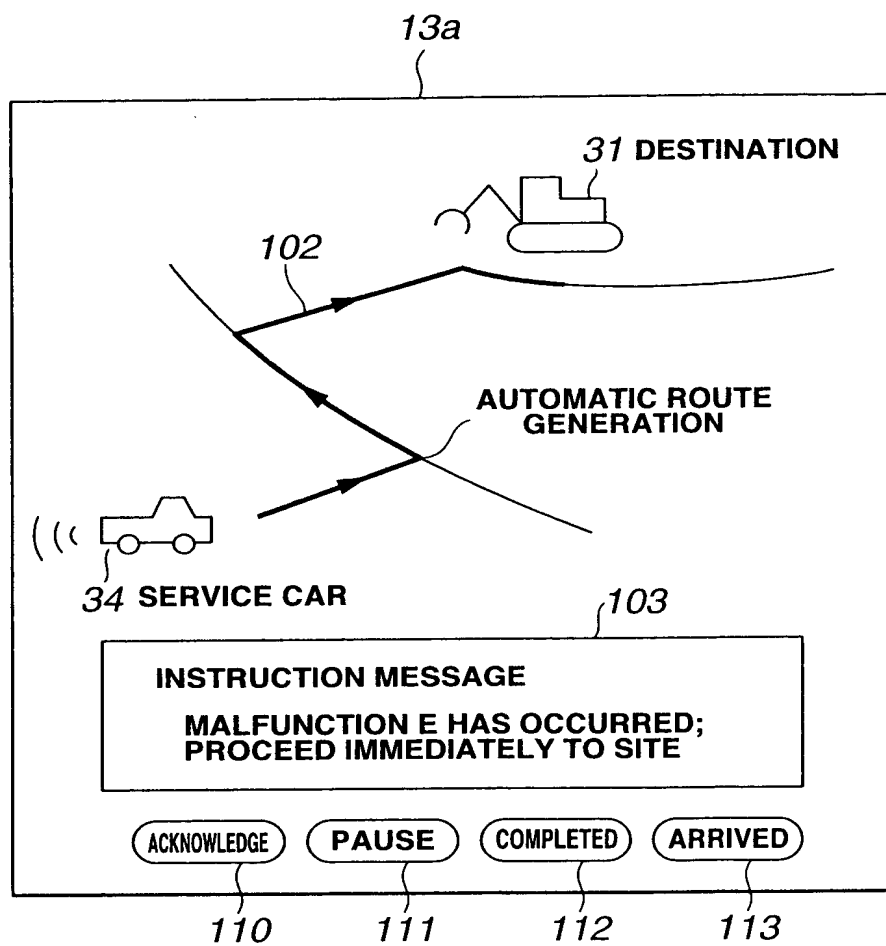 13a
31 DESTINATION
102
AUTOMATIC ROUTE
GENERATION
34 SERVICE CAR
103
INSTRUCTION MESSAGE
MALFUNCTION E HAS OCCURRED;
PROCEED IMMEDIATELY TO SITE
ACKNOWLEDGE PAUSE COMPLETED ARRIVED
110 111 112 113